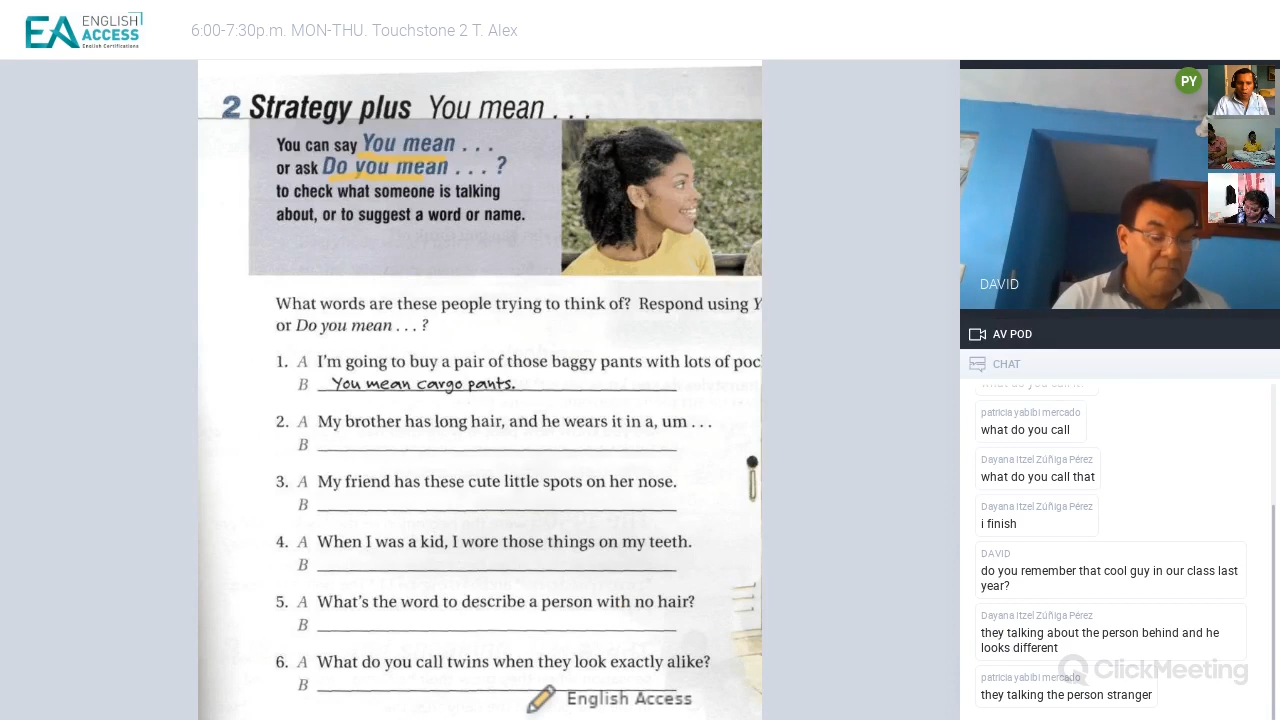 EA ENGLISH
ACCESS
English Certifications
6:00-7:30p.m. MON-THU. Touchstone 2 T. Alex
2 Strategy plus You mean . . .
You can say You mean . . .
or ask Do you mean . . . ?
to check what someone is talking
about, or to suggest a word or name.
What words are these people trying to think of? Respond using Y
or Do you mean . . . ?
1. A I'm going to buy a pair of those baggy pants with lots of poc
B You mean cargo pants.
2. A My brother has long hair, and he wears it in a, um . . .
B
3. A My friend has these cute little spots on her nose.
B
4. A When I was a kid, I wore those things on my teeth.
B
5. A What's the word to describe a person with no hair?
B
6. A What do you call twins when they look exactly alike?
B
English Access
PY
DAVID
AV POD
CHAT
patricia yabibi mercado
what do you call
Dayana Itzel Zúñiga Pérez
what do you call that
Dayana Itzel Zúñiga Pérez
i finish
DAVID
do you remember that cool guy in our class last
year?
Dayana Itzel Zúñiga Pérez
they talking about the person behind and he
looks different
patricia yabibi mercado
they talking the person stranger
ClickMeeting